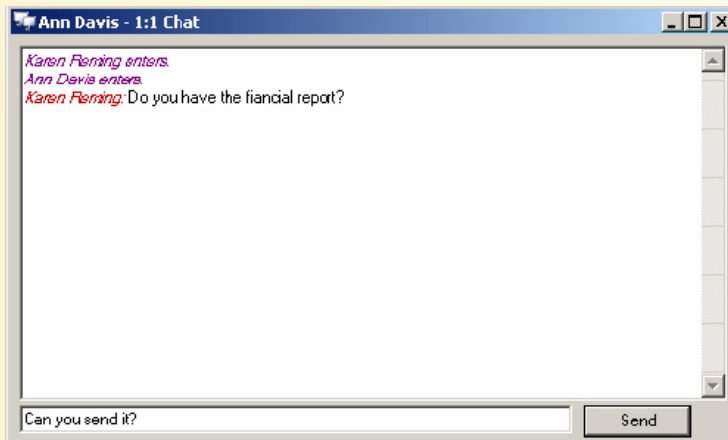 Ann Davis - 1:1 Chat
Karen Fleming enters.
Ann Davis enters.
Karen Fleming: Do you have the fiancial report?
Can you send it?
Send